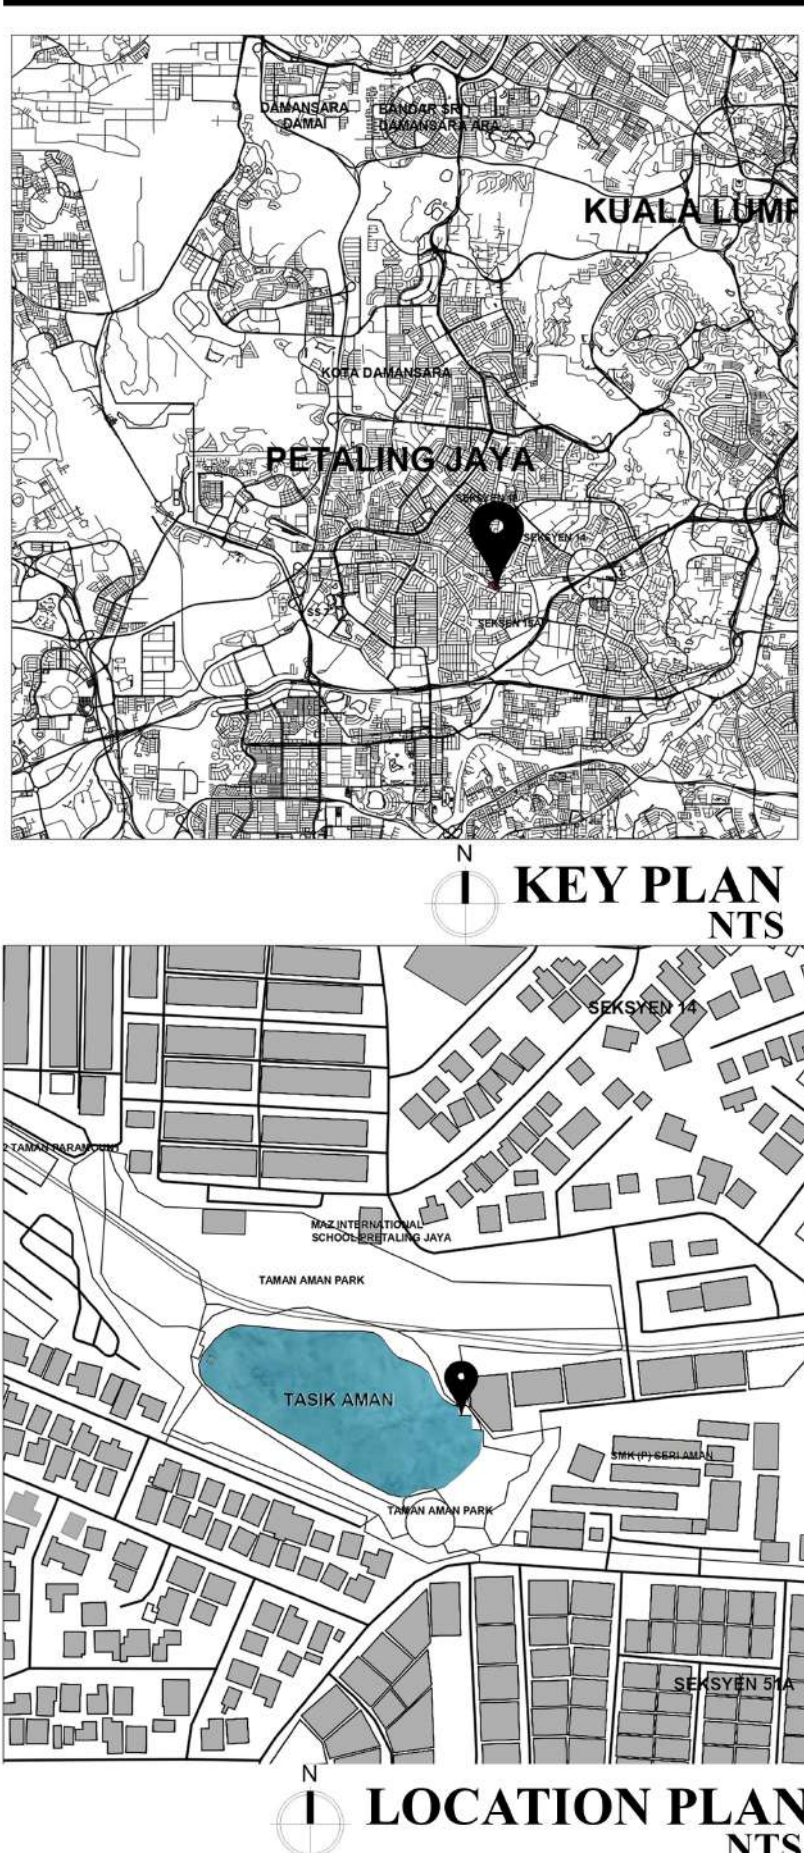 DAMANSARA
DAMAI
BANDAR SRI
DAMANSARA ARA
KUALA LUMP
KOTA DAMANSARA
PETALING JAYA
SEKSYEN 14
SS 7
N
KEY PLAN
NTS
SEKSYEN 14
2 TAMAN PARAMOUNT
MAZ INTERNATIONAL
SCHOOL PRETALING JAYA
TAMAN AMAN PARK
TASIK AMAN
SMK (P) SERI AMAN
TAMAN AMAN PARK
SEKSYEN 51A
N
LOCATION PLAN
NTS